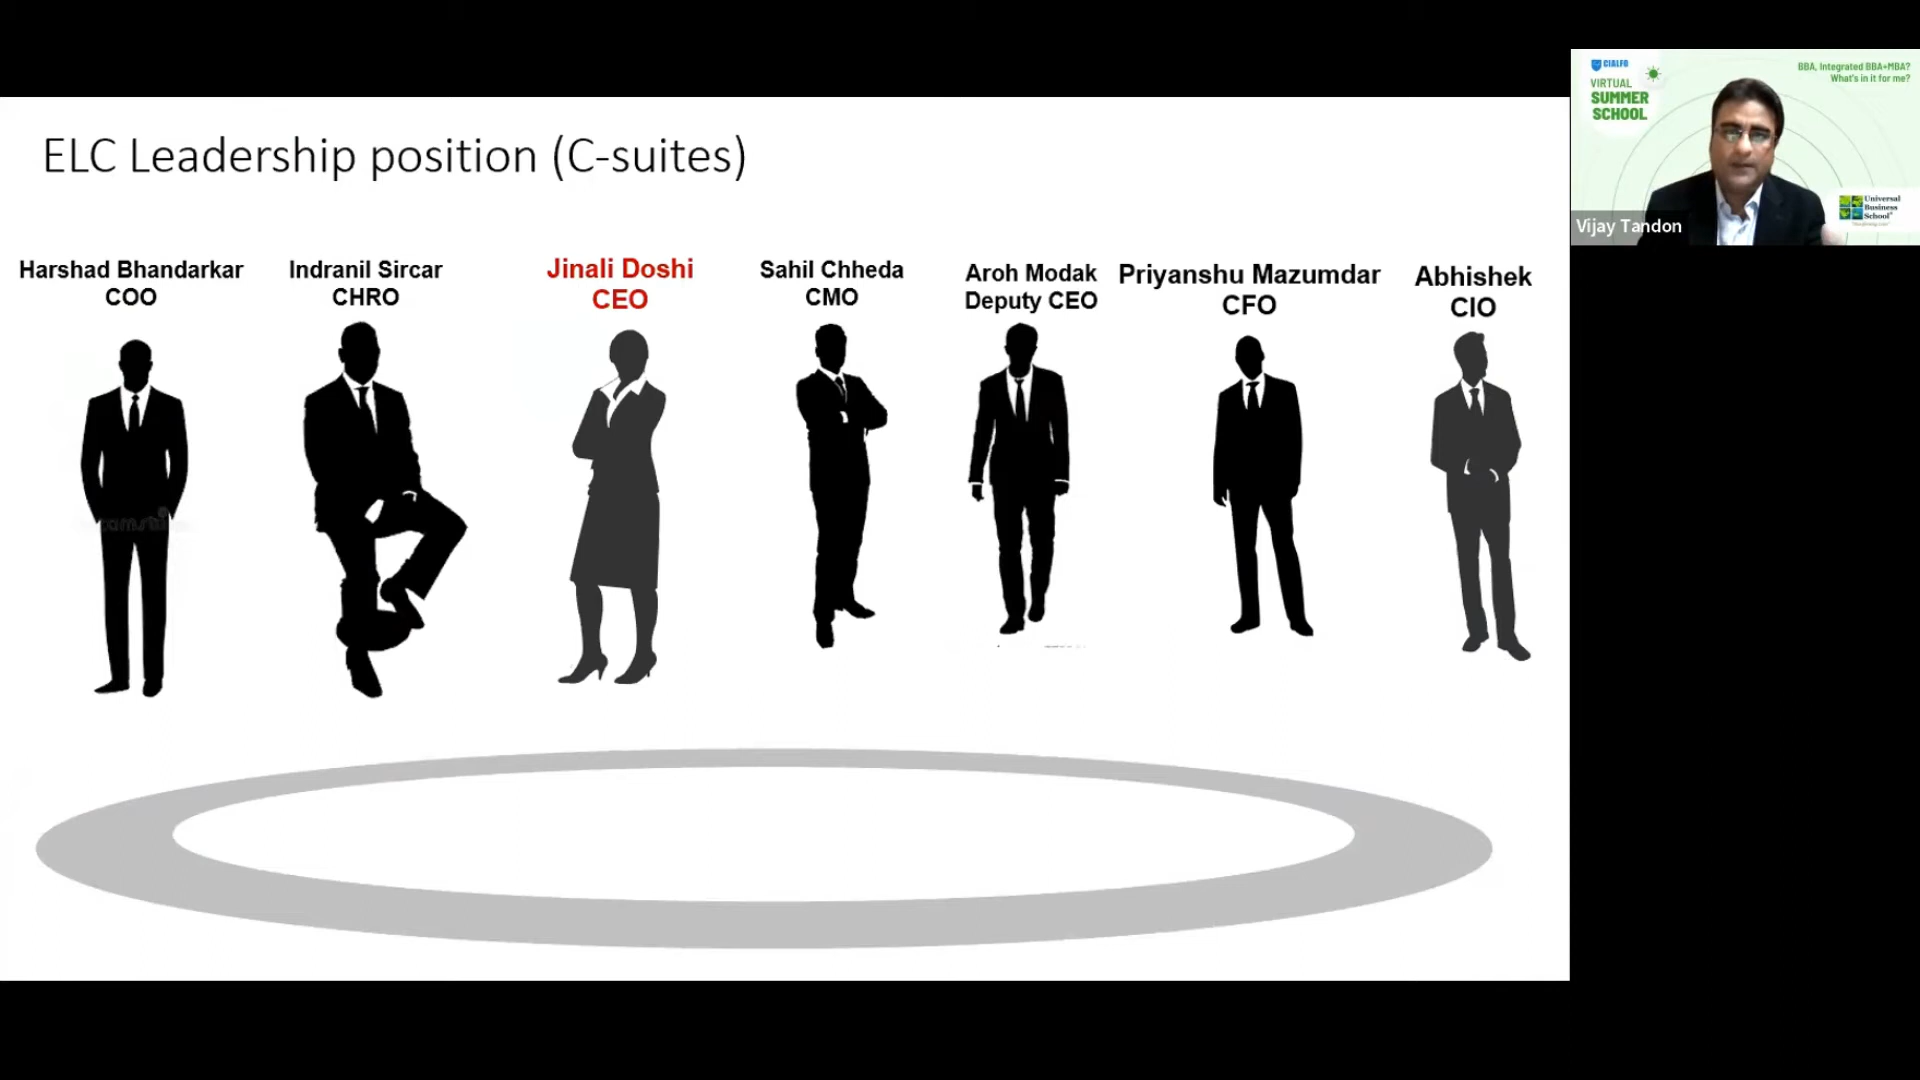 ELC Leadership position (C-suites)
Harshad Bhandarkar
COO
Indranil Sircar
CHRO
Jinali Doshi
CEO
Sahil Chheda
CMO
Aroh Modak
Deputy CEO
Priyanshu Mazumdar
CFO
Abhishek
CIO
CIALFO
VIRTUAL
SUMMER
SCHOOL
BBA, Integrated BBA+MBA?
What's in it for me?
Universal
Business
School
Vijay Tandon